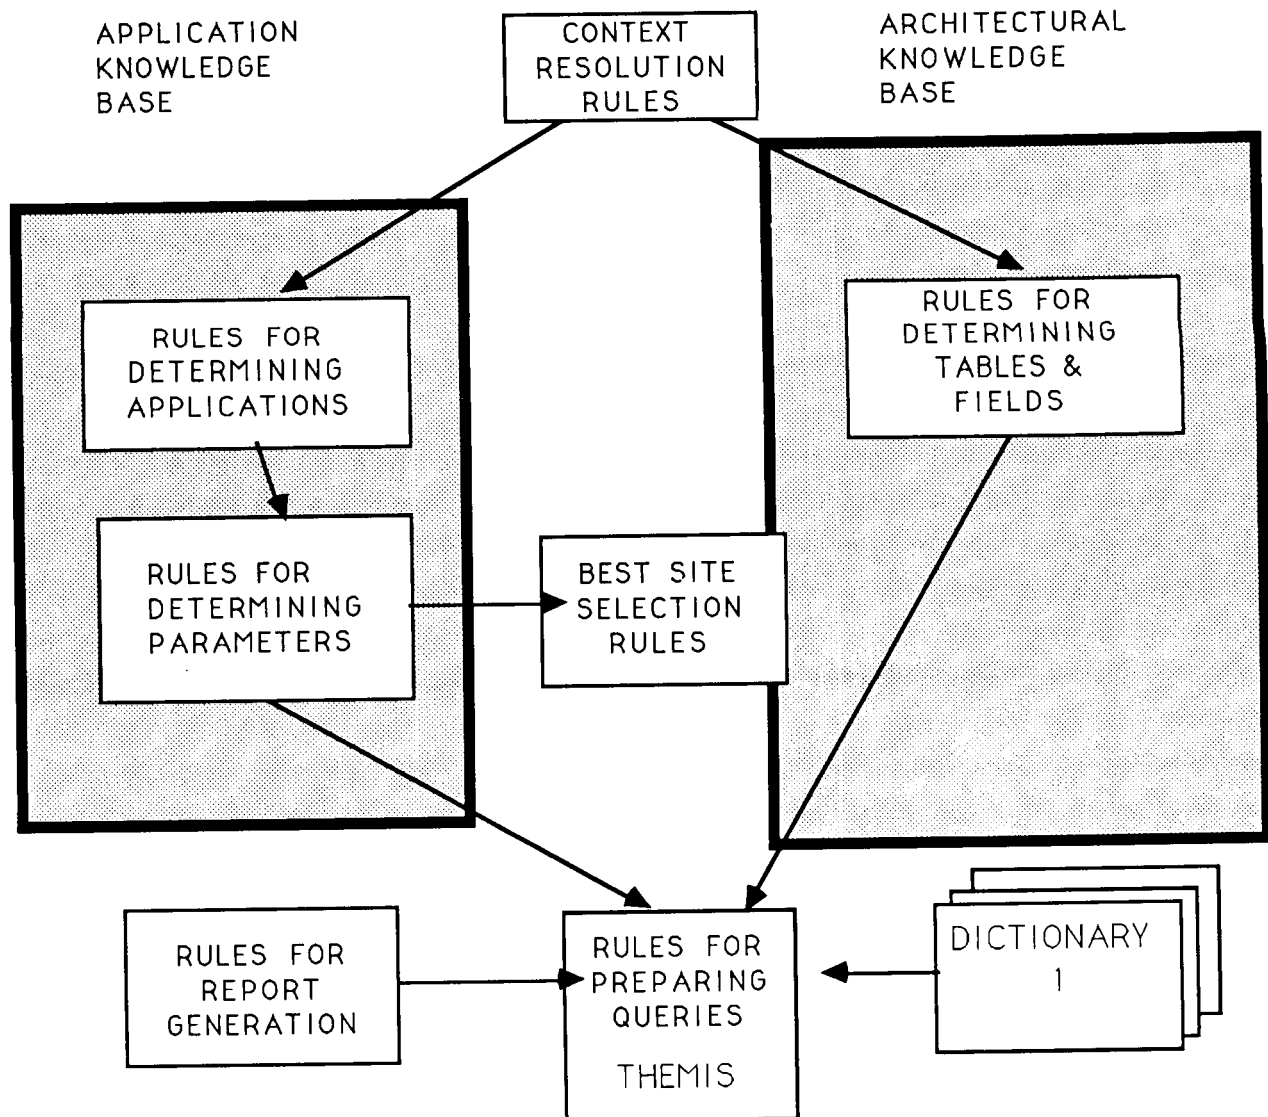 APPLICATION
KNOWLEDGE
BASE
CONTEXT
RESOLUTION
RULES
ARCHITECTURAL
KNOWLEDGE
BASE
RULES FOR
DETERMINING
APPLICATIONS
RULES FOR
DETERMINING
TABLES &
FIELDS
RULES FOR
DETERMINING
PARAMETERS
BEST SITE
SELECTION
RULES
RULES FOR
REPORT
GENERATION
RULES FOR
PREPARING
QUERIES
THEMIS
DICTIONARY
1